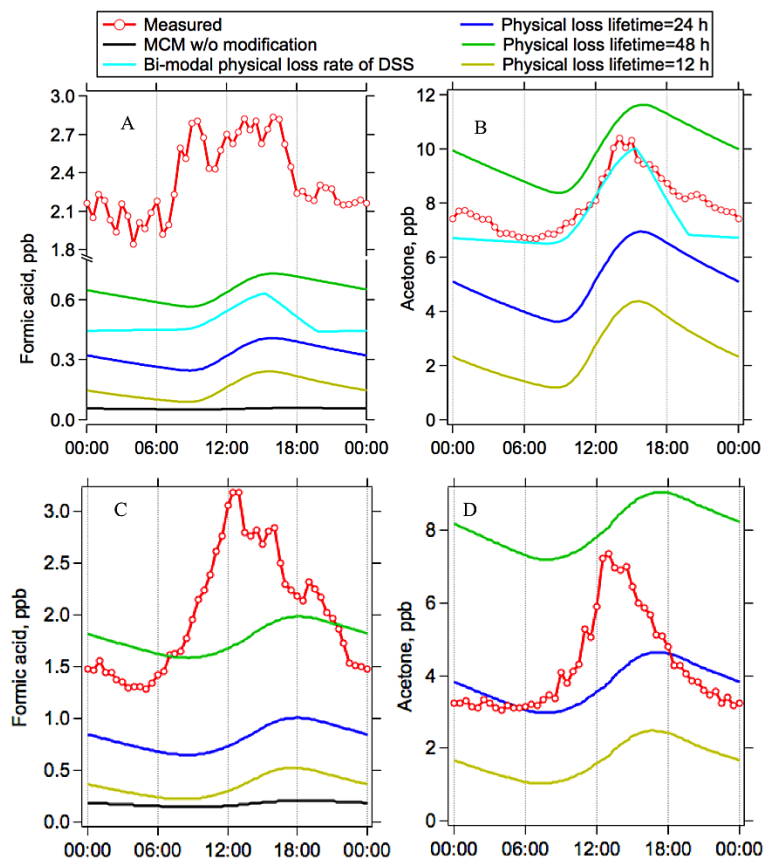 Measured
MCM w/o modification
Bi-modal physical loss rate of DSS
Physical loss lifetime=24 h
Physical loss lifetime=48 h
Physical loss lifetime=12 h
A
3.0
2.7
2.4
2.1
1.8
0.6
0.3
0.0
Formic acid, ppb
00:00 06:00 12:00 18:00 00:00
B
12
10
8
6
4
2
0
Acetone, ppb
00:00 06:00 12:00 18:00 00:00
C
3.0
2.5
2.0
1.5
1.0
0.5
0.0
Formic acid, ppb
00:00 06:00 12:00 18:00 00:00
D
8
6
4
2
0
Acetone, ppb
00:00 06:00 12:00 18:00 00:00